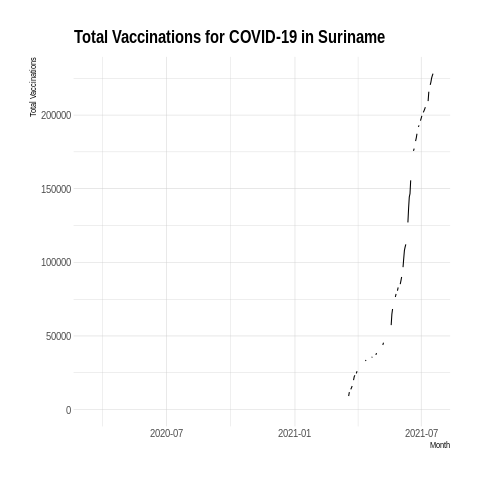 Total Vaccinations for COVID-19 in Suriname
Total Vaccinations
200000
150000
100000
50000
0
2020-07 2021-01 2021-07
Month